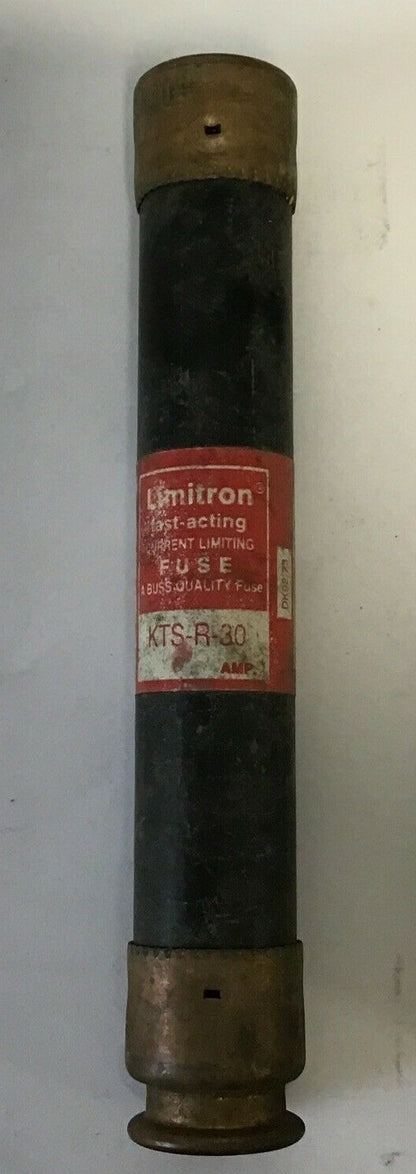 Limitron®
fast-acting
CURRENT LIMITING
FUSE
A BUSS QUALITY Fuse
KTS-R-30
AMP.